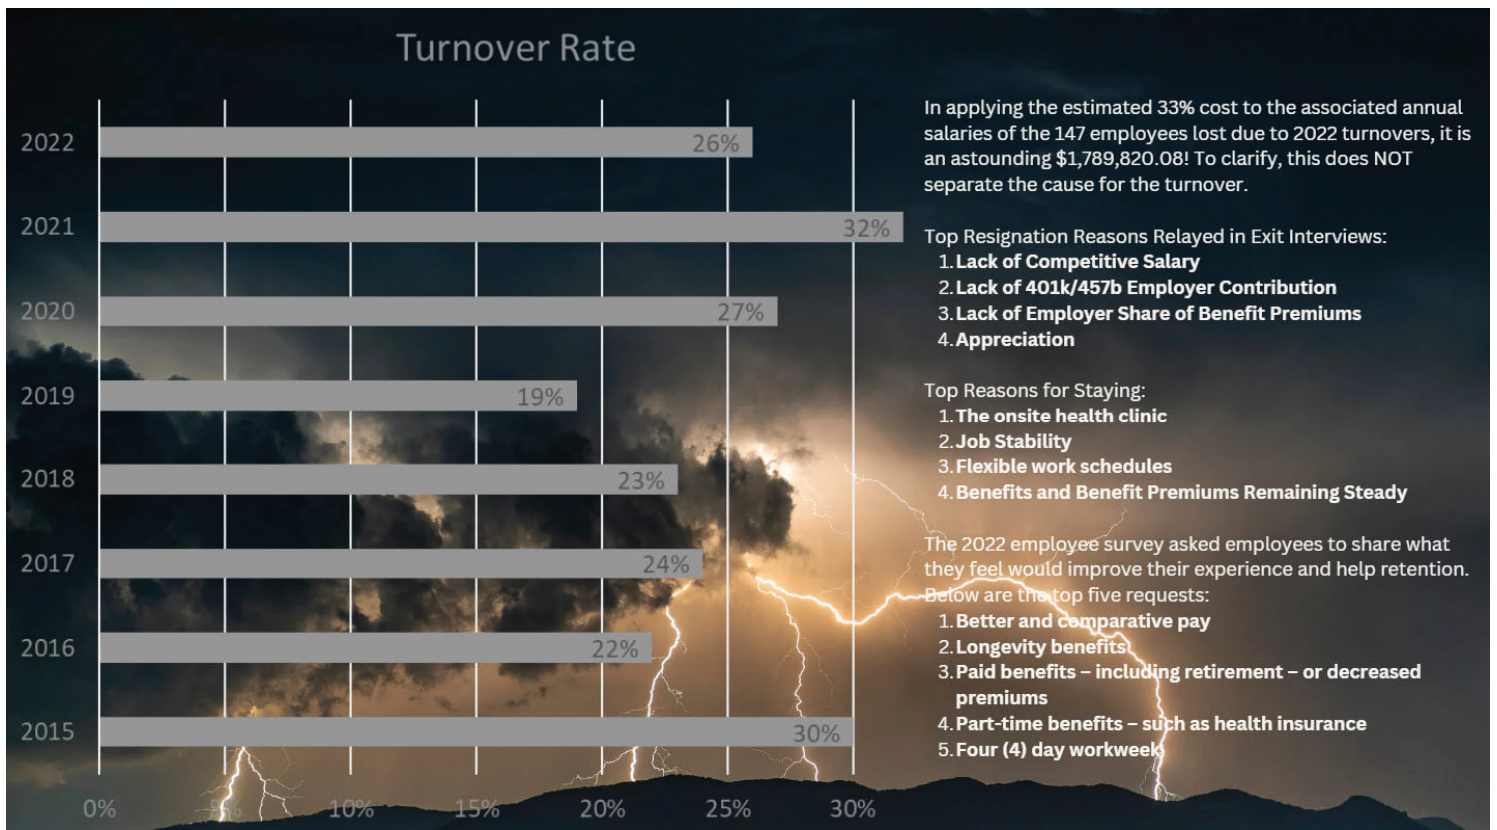 Turnover Rate
2022
26%
2021
32%
2020
27%
2019
19%
2018
23%
2017
24%
2016
22%
2015
30%
0%
5%
10%
15%
20%
25%
30%
In applying the estimated 33% cost to the associated annual
salaries of the 147 employees lost due to 2022 turnovers, it is
an astounding $1,789,820.08! To clarify, this does NOT
separate the cause for the turnover.
Top Resignation Reasons Relayed in Exit Interviews:
1. Lack of Competitive Salary
2. Lack of 401k/457b Employer Contribution
3. Lack of Employer Share of Benefit Premiums
4. Appreciation
Top Reasons for Staying:
1. The onsite health clinic
2. Job Stability
3. Flexible work schedules
4. Benefits and Benefit Premiums Remaining Steady
The 2022 employee survey asked employees to share what
they feel would improve their experience and help retention.
Below are the top five requests:
1. Better and comparative pay
2. Longevity benefits
3. Paid benefits – including retirement – or decreased
premiums
4. Part-time benefits – such as health insurance
5. Four (4) day workweek